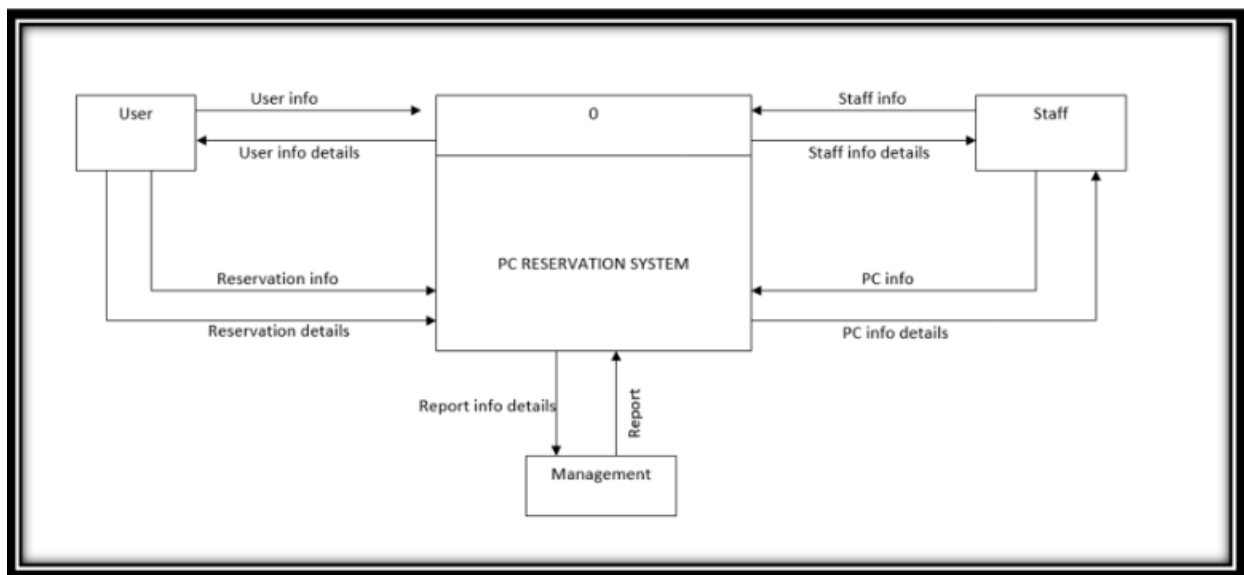 User info
Staff info
User
0
Staff
User info details
Staff info details
PC RESERVATION SYSTEM
Reservation info
PC info
Reservation details
PC info details
Report info details
Report
Management